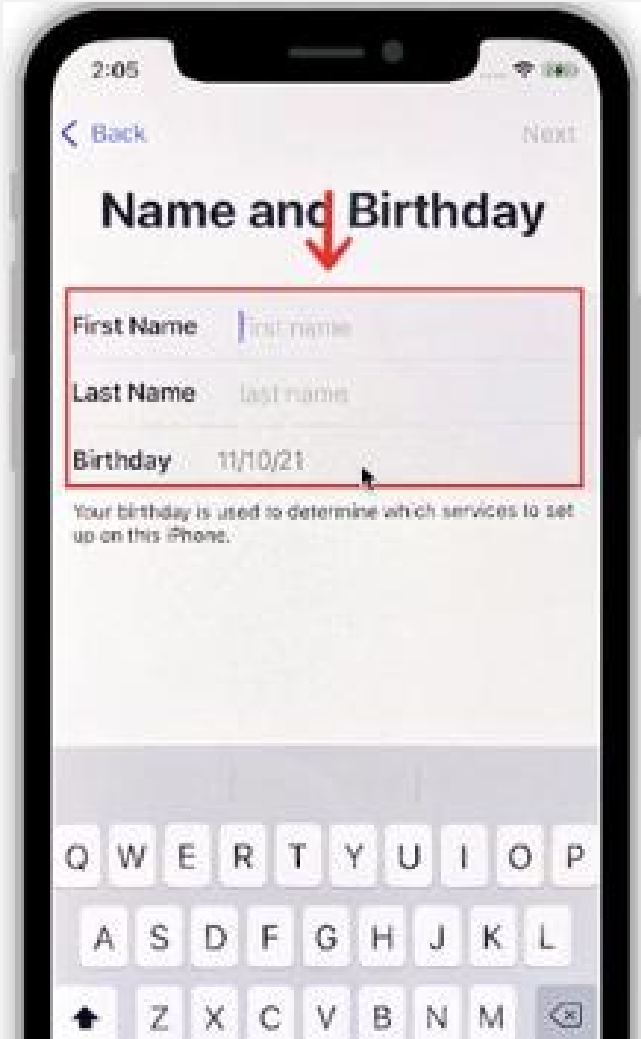 2:05
Back
Next
Name and Birthday
First Name First name
Last Name last name
Birthday 11/10/21
Your birthday is used to determine which services to set
up on this iPhone.
Q W E R T Y U I O P
A S D F G H J K L
Z X C V B N M